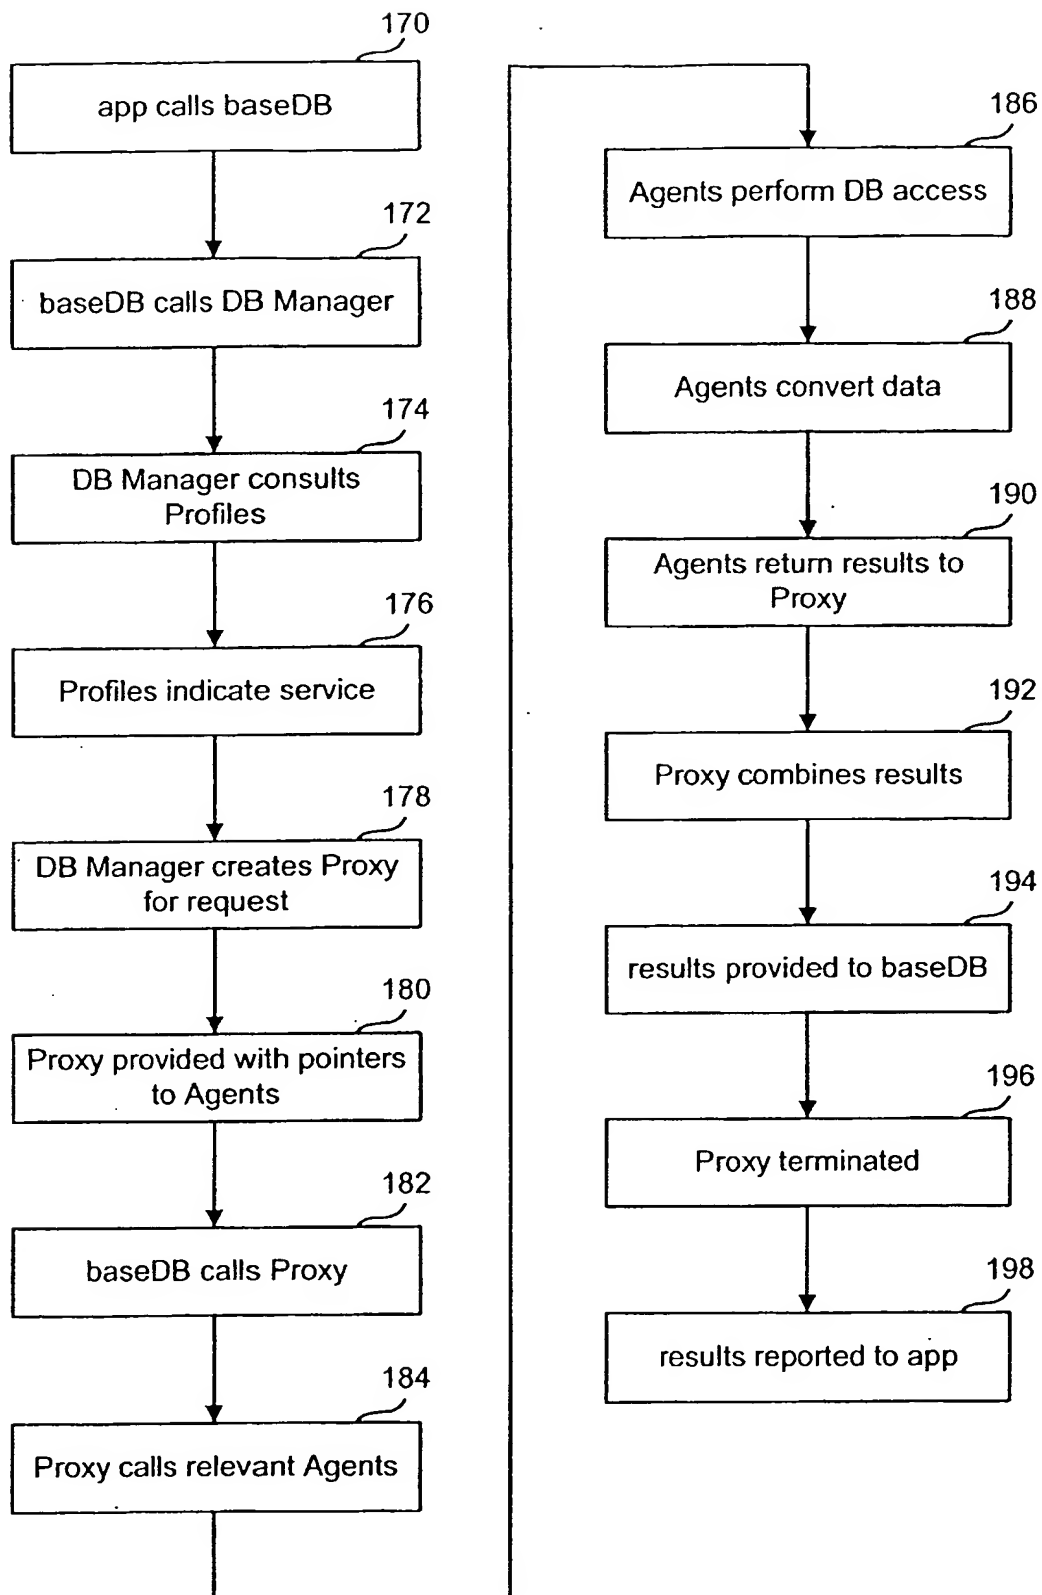 170
app calls baseDB
172
baseDB calls DB Manager
174
DB Manager consults
Profiles
176
Profiles indicate service
178
DB Manager creates Proxy
for request
180
Proxy provided with pointers
to Agents
182
baseDB calls Proxy
184
Proxy calls relevant Agents
186
Agents perform DB access
188
Agents convert data
190
Agents return results to
Proxy
192
Proxy combines results
194
results provided to baseDB
196
Proxy terminated
198
results reported to app